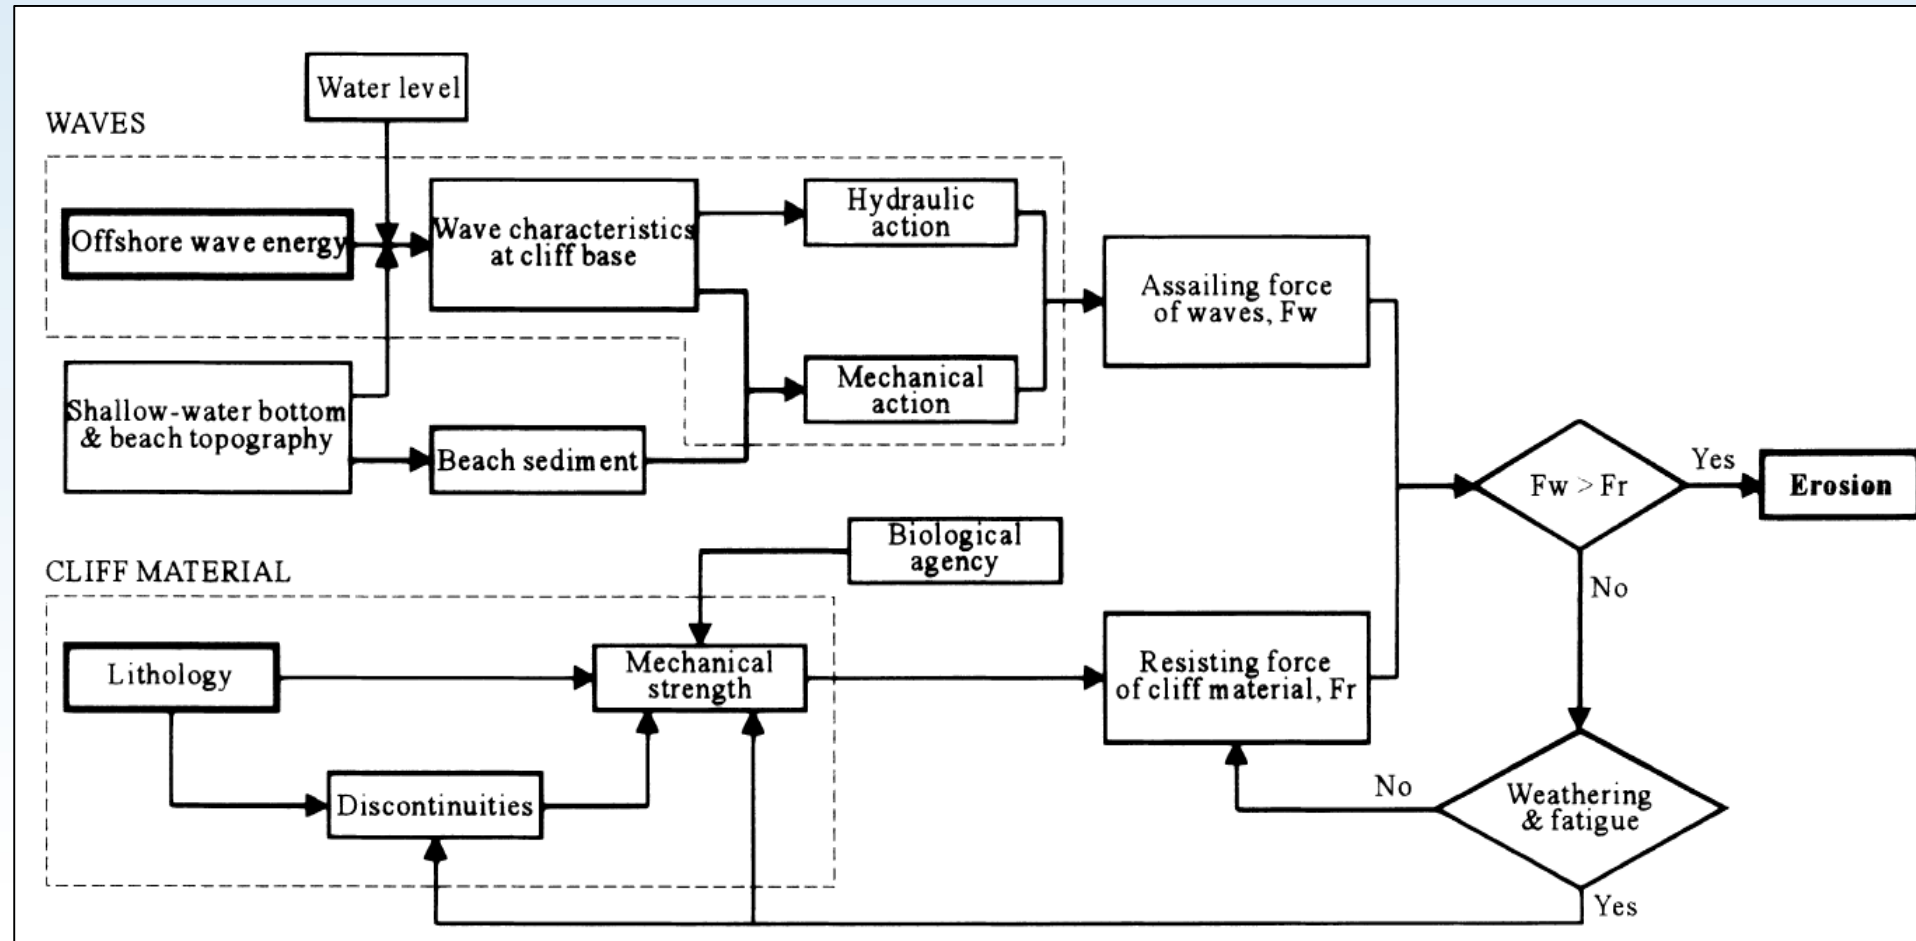 Water level
WAVES
Offshore wave energy
Wave characteristics
at cliff base
Hydraulic
action
Assailing force
of waves, Fw
Mechanical
action
Shallow-water bottom
& beach topography
Beach sediment
Fw > Fr
Yes
Erosion
No
Biological
agency
CLIFF MATERIAL
Lithology
Mechanical
strength
Resisting force
of cliff material, Fr
Discontinuities
No
Weathering
& fatigue
Yes